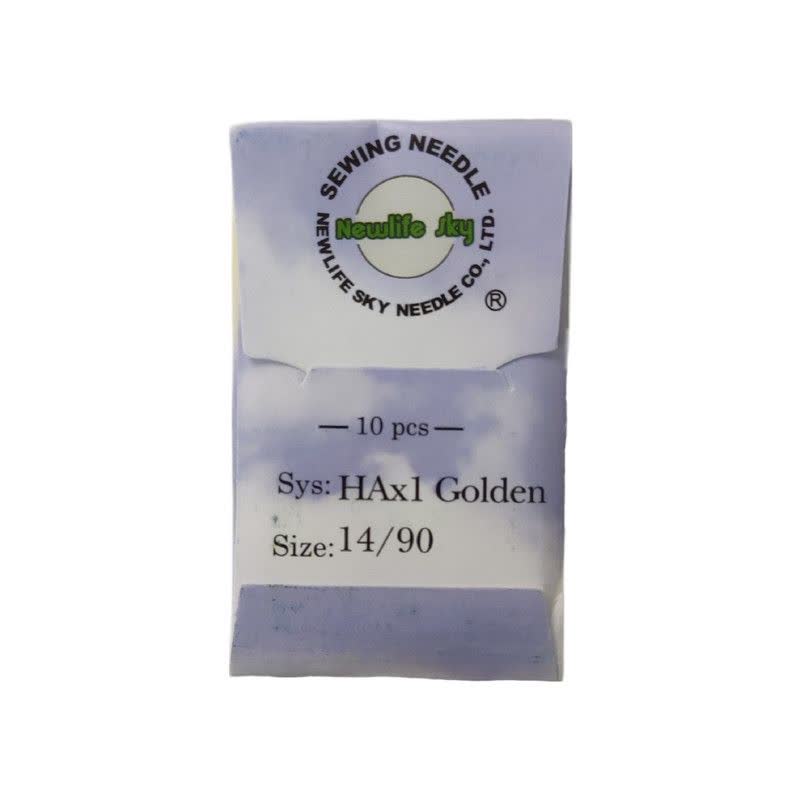 SEWING NEEDLE
Newlife Sky
NEWLIFE SKY NEEDLE CO., LTD.
®
— 10 pcs —
Sys: HAx1 Golden
Size: 14/90